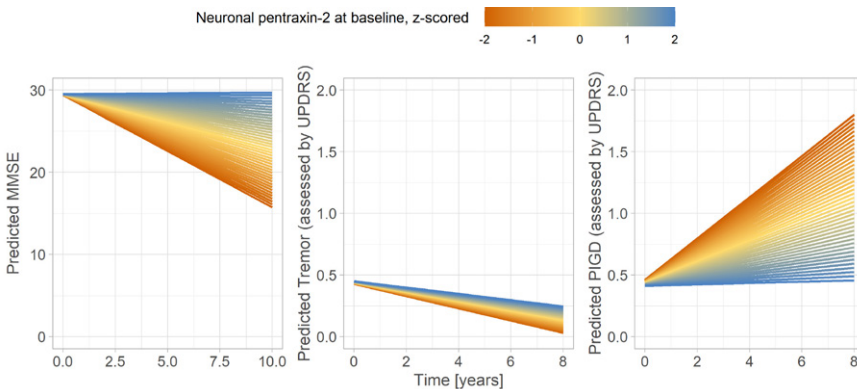 Neuronal pentraxin-2 at baseline, z-scored
-2 -1 0 1 2
Predicted MMSE
30
20
10
0
0.0 2.5 5.0 7.5 10.0
Predicted Tremor (assessed by UPDRS)
2.0
1.5
1.0
0.5
0.0
0 2 4 6 8
Time [years]
Predicted PIGD (assessed by UPDRS)
2.0
1.5
1.0
0.5
0.0
0 2 4 6 8